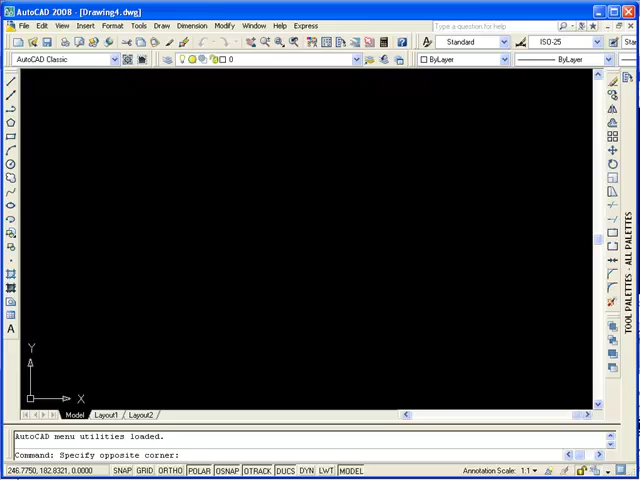 AutoCAD 2008 - [Drawing4.dwg]
File Edit View Insert Format Tools Draw Dimension Modify Window Help Express
Type a question for help
Standard ISO-25 Star
AutoCAD Classic 0 ByLayer ByLayer
TOOL PALETTES - ALL PALETTES
A
Y
X
Model Layout1 Layout2
AutoCAD menu utilities loaded.
Command: Specify opposite corner:
246.7750, 182.8321, 0.0000 SNAP GRID ORTHO POLAR OSNAP OTRACK DUCS DYN LWT MODEL Annotation Scale: 1:1